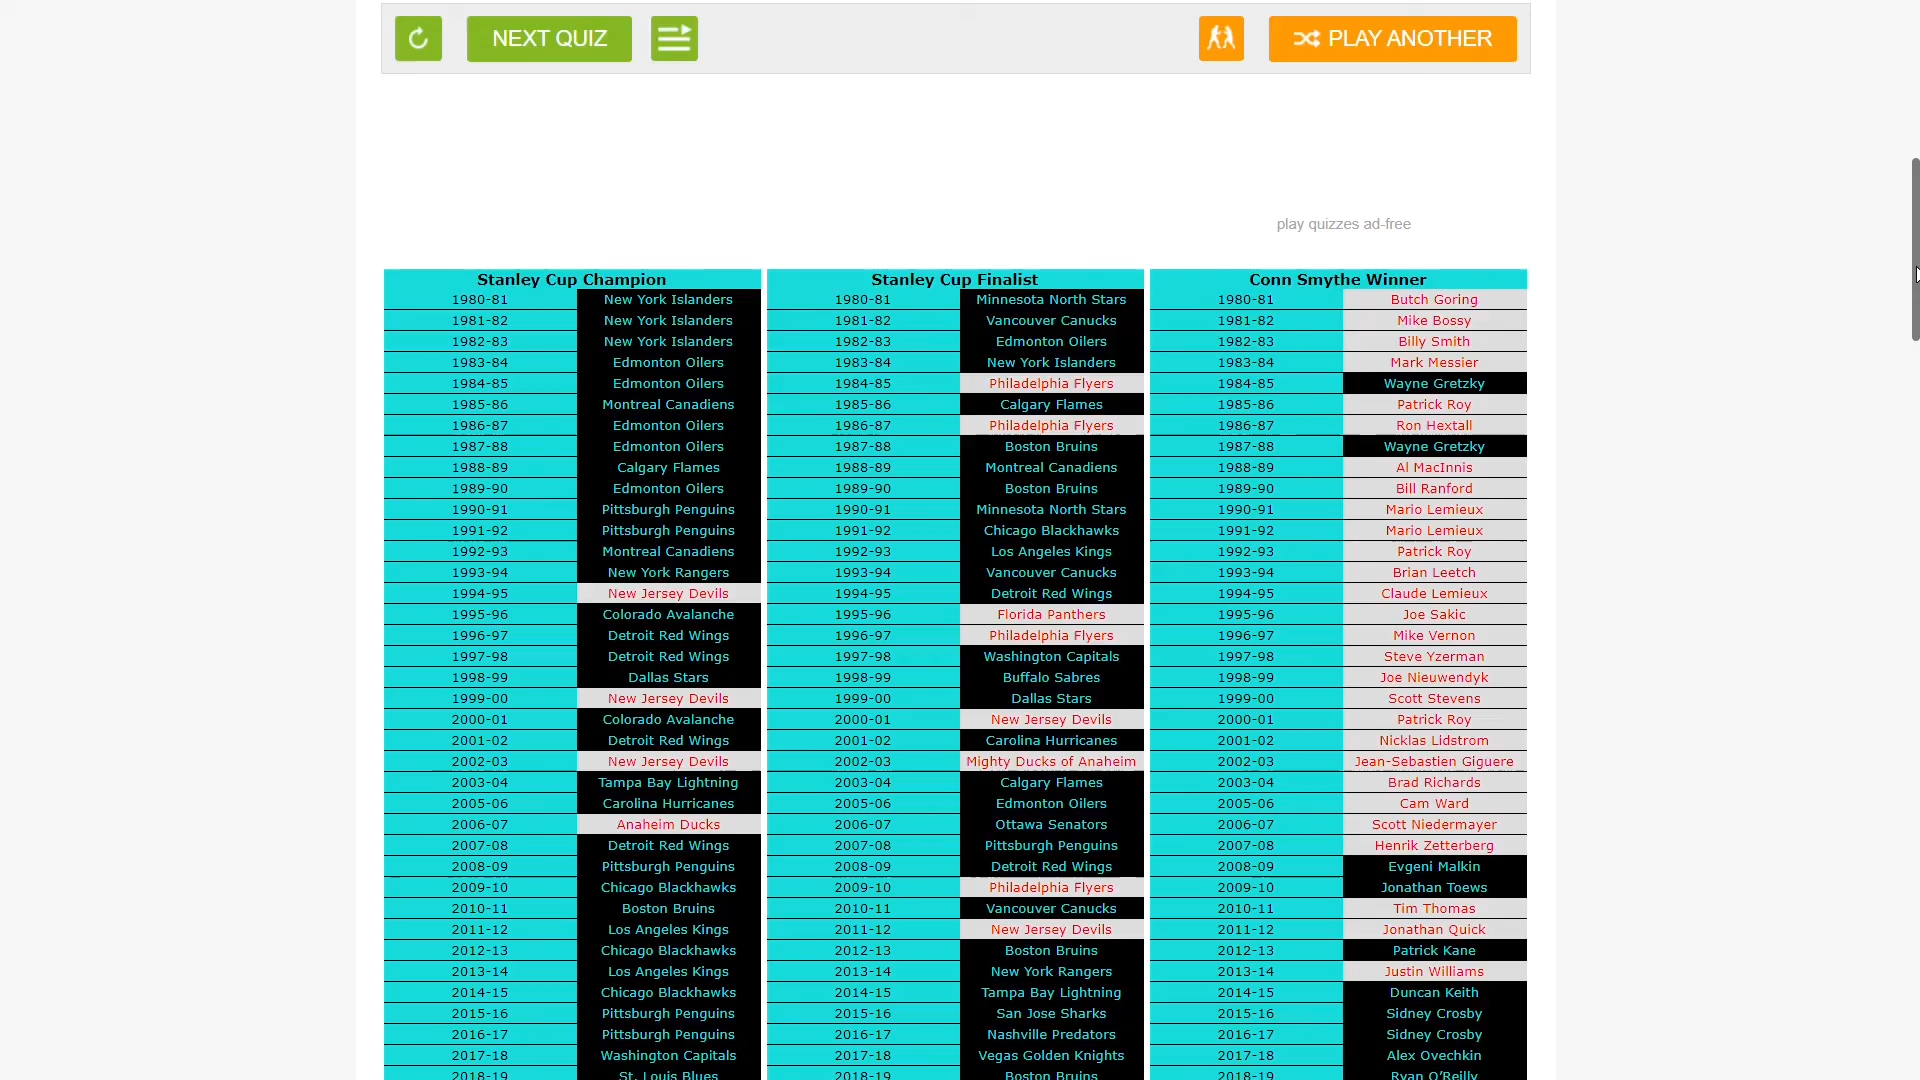 NEXT QUIZ PLAY ANOTHER
play quizzes ad-free
Stanley Cup Champion Stanley Cup Finalist Conn Smythe Winner
1980-81 New York Islanders 1980-81 Minnesota North Stars 1980-81 Butch Goring
1981-82 New York Islanders 1981-82 Vancouver Canucks 1981-82 Mike Bossy
1982-83 New York Islanders 1982-83 Edmonton Oilers 1982-83 Billy Smith
1983-84 Edmonton Oilers 1983-84 New York Islanders 1983-84 Mark Messier
1984-85 Edmonton Oilers 1984-85 Philadelphia Flyers 1984-85 Wayne Gretzky
1985-86 Montreal Canadiens 1985-86 Calgary Flames 1985-86 Patrick Roy
1986-87 Edmonton Oilers 1986-87 Philadelphia Flyers 1986-87 Ron Hextall
1987-88 Edmonton Oilers 1987-88 Boston Bruins 1987-88 Wayne Gretzky
1988-89 Calgary Flames 1988-89 Montreal Canadiens 1988-89 Al MacInnis
1989-90 Edmonton Oilers 1989-90 Boston Bruins 1989-90 Bill Ranford
1990-91 Pittsburgh Penguins 1990-91 Minnesota North Stars 1990-91 Mario Lemieux
1991-92 Pittsburgh Penguins 1991-92 Chicago Blackhawks 1991-92 Mario Lemieux
1992-93 Montreal Canadiens 1992-93 Los Angeles Kings 1992-93 Patrick Roy
1993-94 New York Rangers 1993-94 Vancouver Canucks 1993-94 Brian Leetch
1994-95 New Jersey Devils 1994-95 Detroit Red Wings 1994-95 Claude Lemieux
1995-96 Colorado Avalanche 1995-96 Florida Panthers 1995-96 Joe Sakic
1996-97 Detroit Red Wings 1996-97 Philadelphia Flyers 1996-97 Mike Vernon
1997-98 Detroit Red Wings 1997-98 Washington Capitals 1997-98 Steve Yzerman
1998-99 Dallas Stars 1998-99 Buffalo Sabres 1998-99 Joe Nieuwendyk
1999-00 New Jersey Devils 1999-00 Dallas Stars 1999-00 Scott Stevens
2000-01 Colorado Avalanche 2000-01 New Jersey Devils 2000-01 Patrick Roy
2001-02 Detroit Red Wings 2001-02 Carolina Hurricanes 2001-02 Nicklas Lidstrom
2002-03 New Jersey Devils 2002-03 Mighty Ducks of Anaheim 2002-03 Jean-Sebastien Giguere
2003-04 Tampa Bay Lightning 2003-04 Calgary Flames 2003-04 Brad Richards
2005-06 Carolina Hurricanes 2005-06 Edmonton Oilers 2005-06 Cam Ward
2006-07 Anaheim Ducks 2006-07 Ottawa Senators 2006-07 Scott Niedermayer
2007-08 Detroit Red Wings 2007-08 Pittsburgh Penguins 2007-08 Henrik Zetterberg
2008-09 Pittsburgh Penguins 2008-09 Detroit Red Wings 2008-09 Evgeni Malkin
2009-10 Chicago Blackhawks 2009-10 Philadelphia Flyers 2009-10 Jonathan Toews
2010-11 Boston Bruins 2010-11 Vancouver Canucks 2010-11 Tim Thomas
2011-12 Los Angeles Kings 2011-12 New Jersey Devils 2011-12 Jonathan Quick
2012-13 Chicago Blackhawks 2012-13 Boston Bruins 2012-13 Patrick Kane
2013-14 Los Angeles Kings 2013-14 New York Rangers 2013-14 Justin Williams
2014-15 Chicago Blackhawks 2014-15 Tampa Bay Lightning 2014-15 Duncan Keith
2015-16 Pittsburgh Penguins 2015-16 San Jose Sharks 2015-16 Sidney Crosby
2016-17 Pittsburgh Penguins 2016-17 Nashville Predators 2016-17 Sidney Crosby
2017-18 Washington Capitals 2017-18 Vegas Golden Knights 2017-18 Alex Ovechkin
2018-19 St. Louis Blues 2018-19 Boston Bruins 2018-19 Ryan O'Reilly